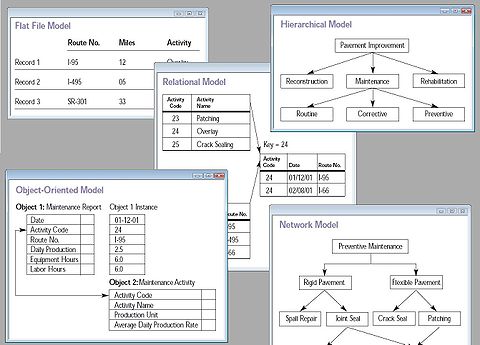 Flat File Model
Route No. Miles Activity
Record 1 I-95 12 Overlay
Record 2 I-495 05
Record 3 SR-301 33
Hierarchical Model
Pavement Improvement
Reconstruction Maintenance Rehabilitation
Routine Corrective Preventive
Relational Model
Activity Code Activity Name
23 Patching
24 Overlay
25 Crack Sealing
Key = 24
Activity Code Date Route No.
24 01/12/01 I-95
24 02/08/01 I-66
Route No.
I-95
I-495
I-66
Object-Oriented Model
Object 1: Maintenance Report Object 1 Instance
Date 01-12-01
Activity Code 24
Route No. I-95
Daily Production 2.5
Equipment Hours 6.0
Labor Hours 6.0
Object 2: Maintenance Activity
Activity Code
Activity Name
Production Unit
Average Daily Production Rate
Network Model
Preventive Maintenance
Rigid Pavement Flexible Pavement
Spall Repair Joint Seal Crack Seal Patching